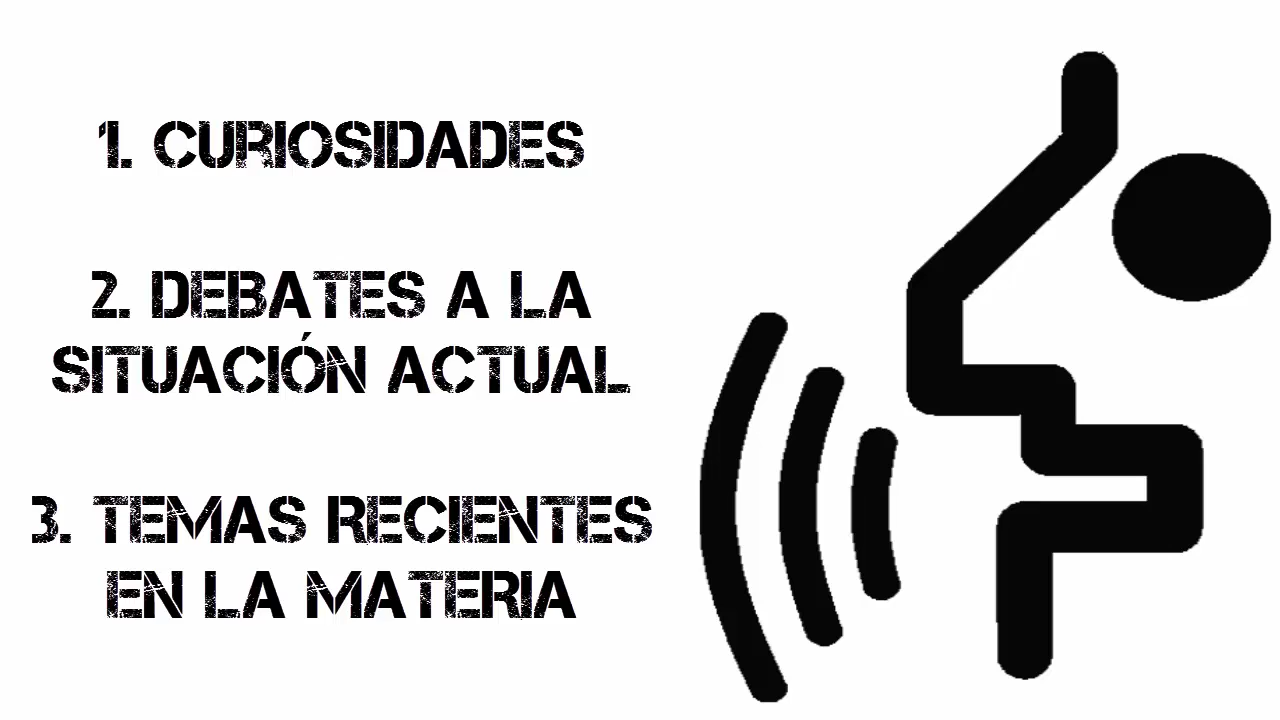 1. CURIOSIDADES
2. DEBATES A LA
SITUACIÓN ACTUAL
3. TEMAS RECIENTES
EN LA MATERIA